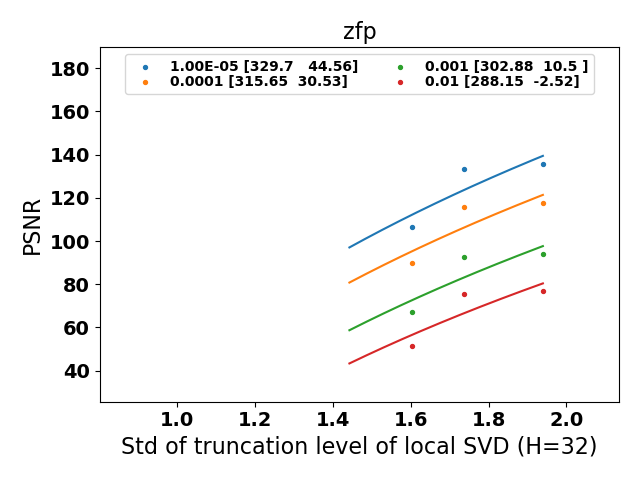 zfp
1.00E-05 [329.7   44.56]
0.0001 [315.65  30.53]
0.001 [302.88  10.5 ]
0.01 [288.15  -2.52]
PSNR
180
160
140
120
100
80
60
40
1.0 1.2 1.4 1.6 1.8 2.0
Std of truncation level of local SVD (H=32)